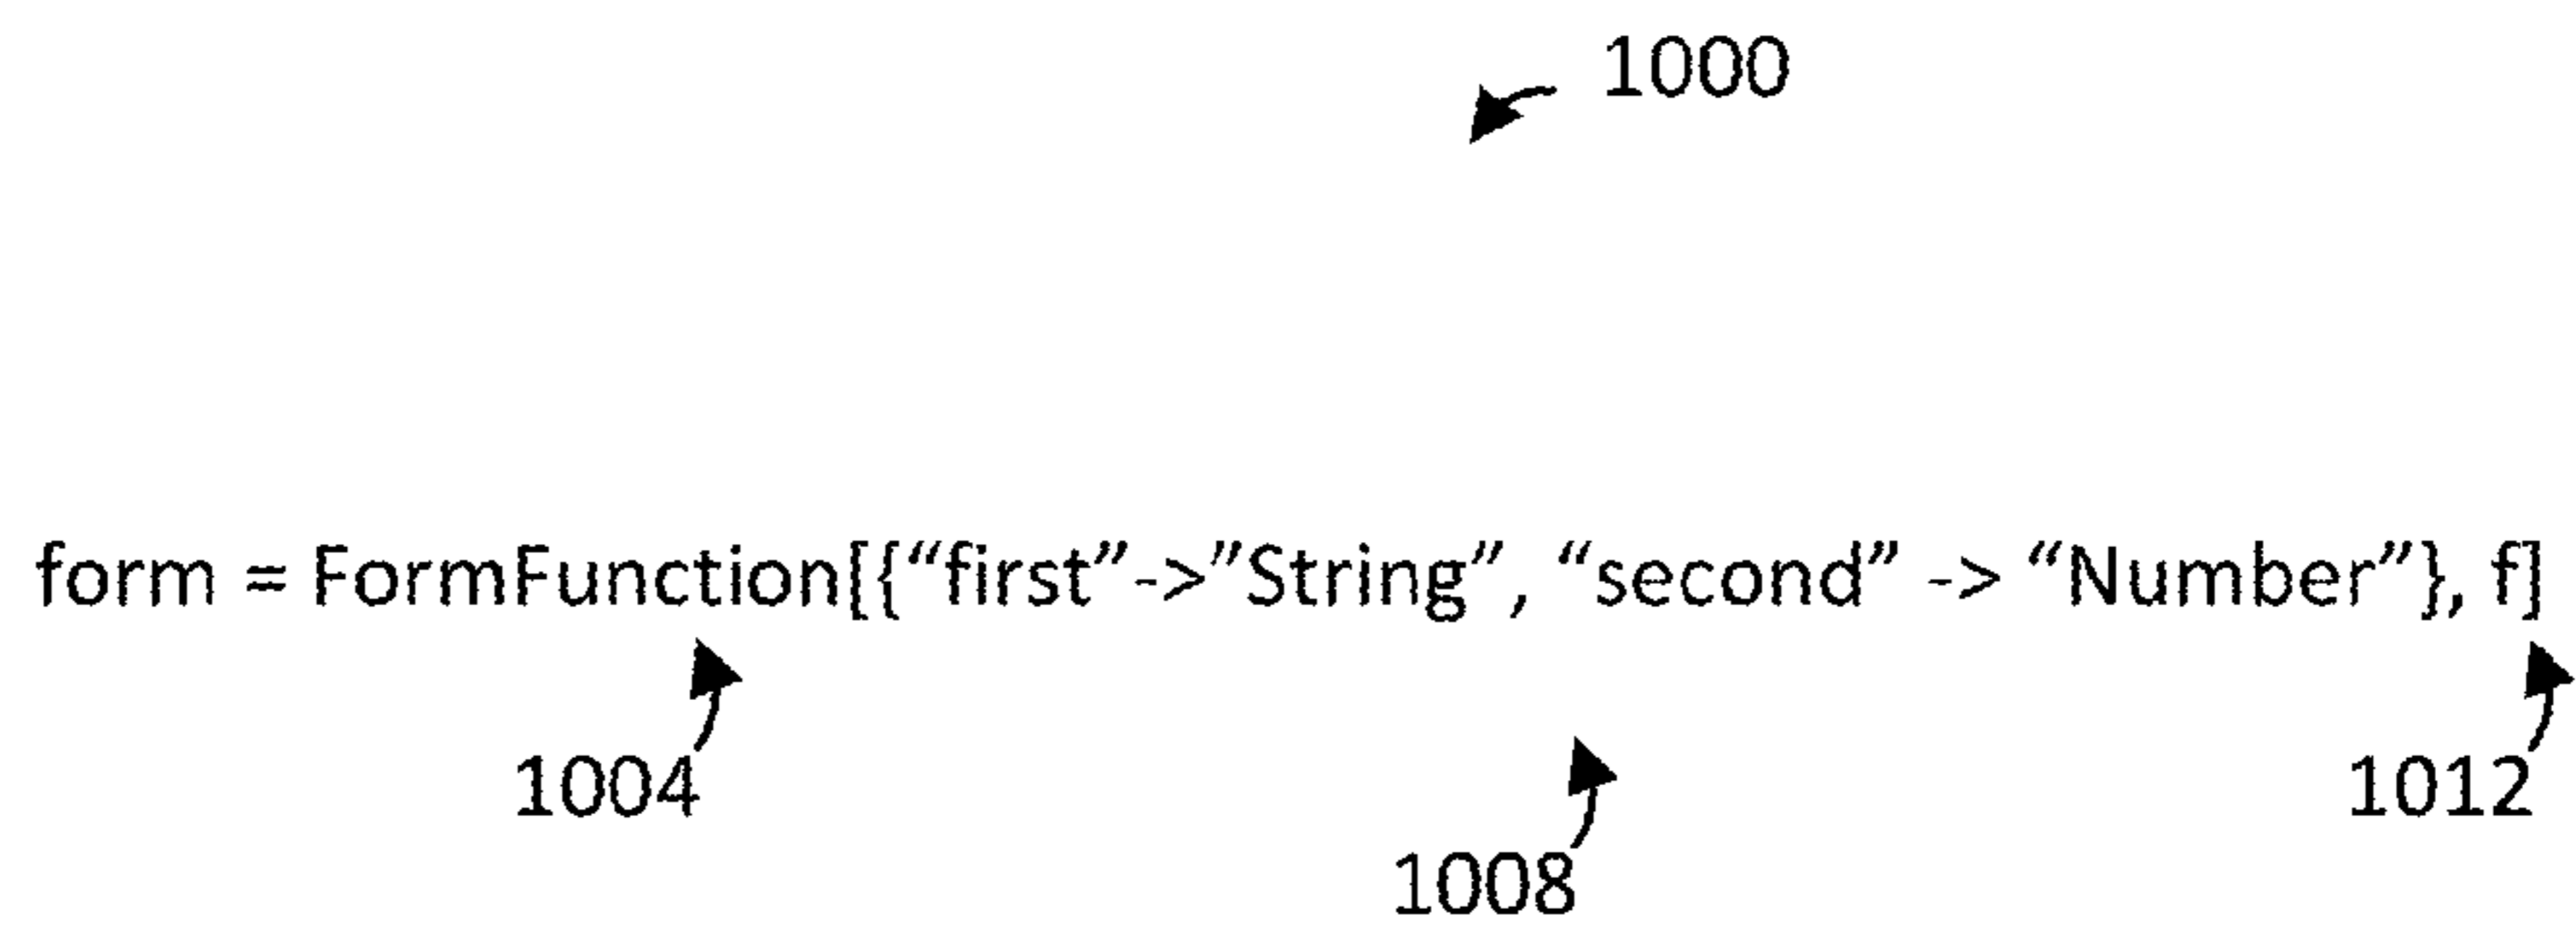 1000
form = FormFunction[{“first”->”String”, “second” -> “Number”}, f]
1004
1012
1008